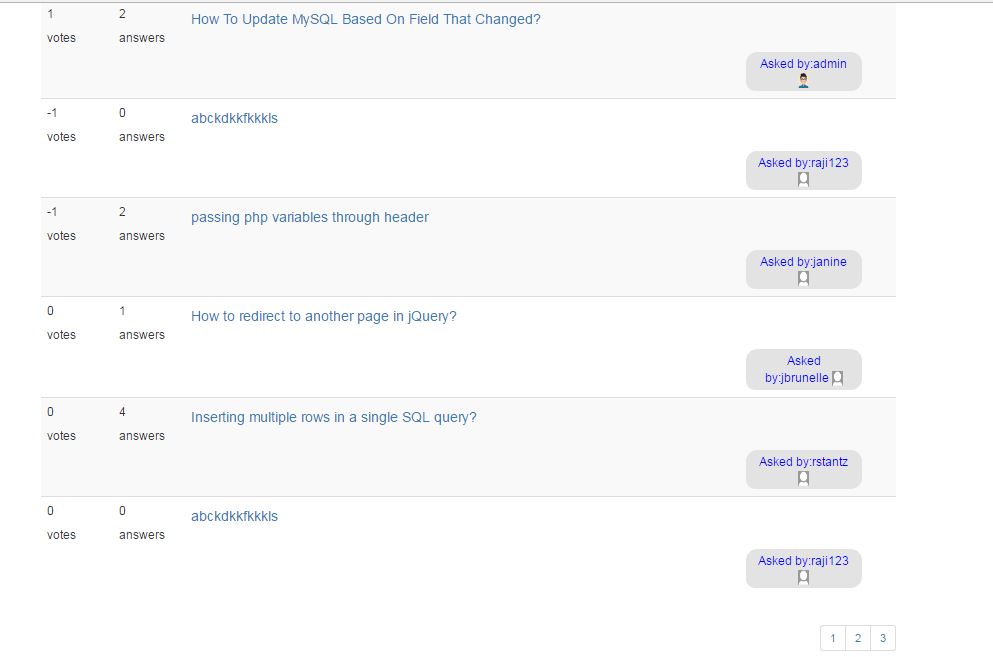 1 2 How To Update MySQL Based On Field That Changed?
votes answers
Asked by:admin
-1 0 abckdkkfkkkls
votes answers
Asked by:raji123
-1 2 passing php variables through header
votes answers
Asked by:janine
0 1 How to redirect to another page in jQuery?
votes answers
Asked
by:jbrunelle
0 4 Inserting multiple rows in a single SQL query?
votes answers
Asked by:rstantz
0 0 abckdkkfkkkls
votes answers
Asked by:raji123
1 2 3